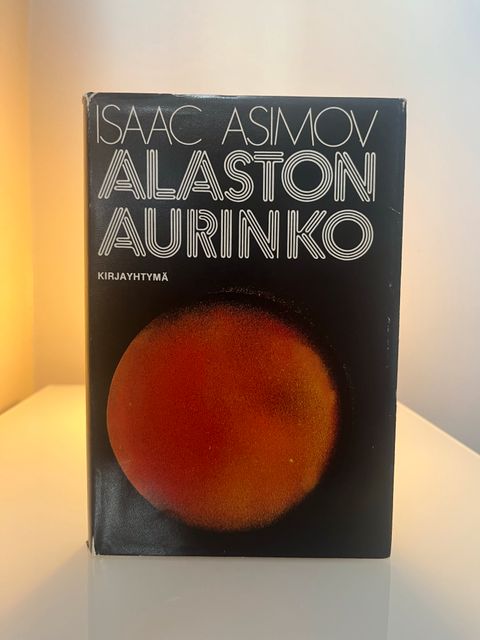 ISAAC ASIMOV
ALASTON
AURINKO
KIRJAYHTYMÄ